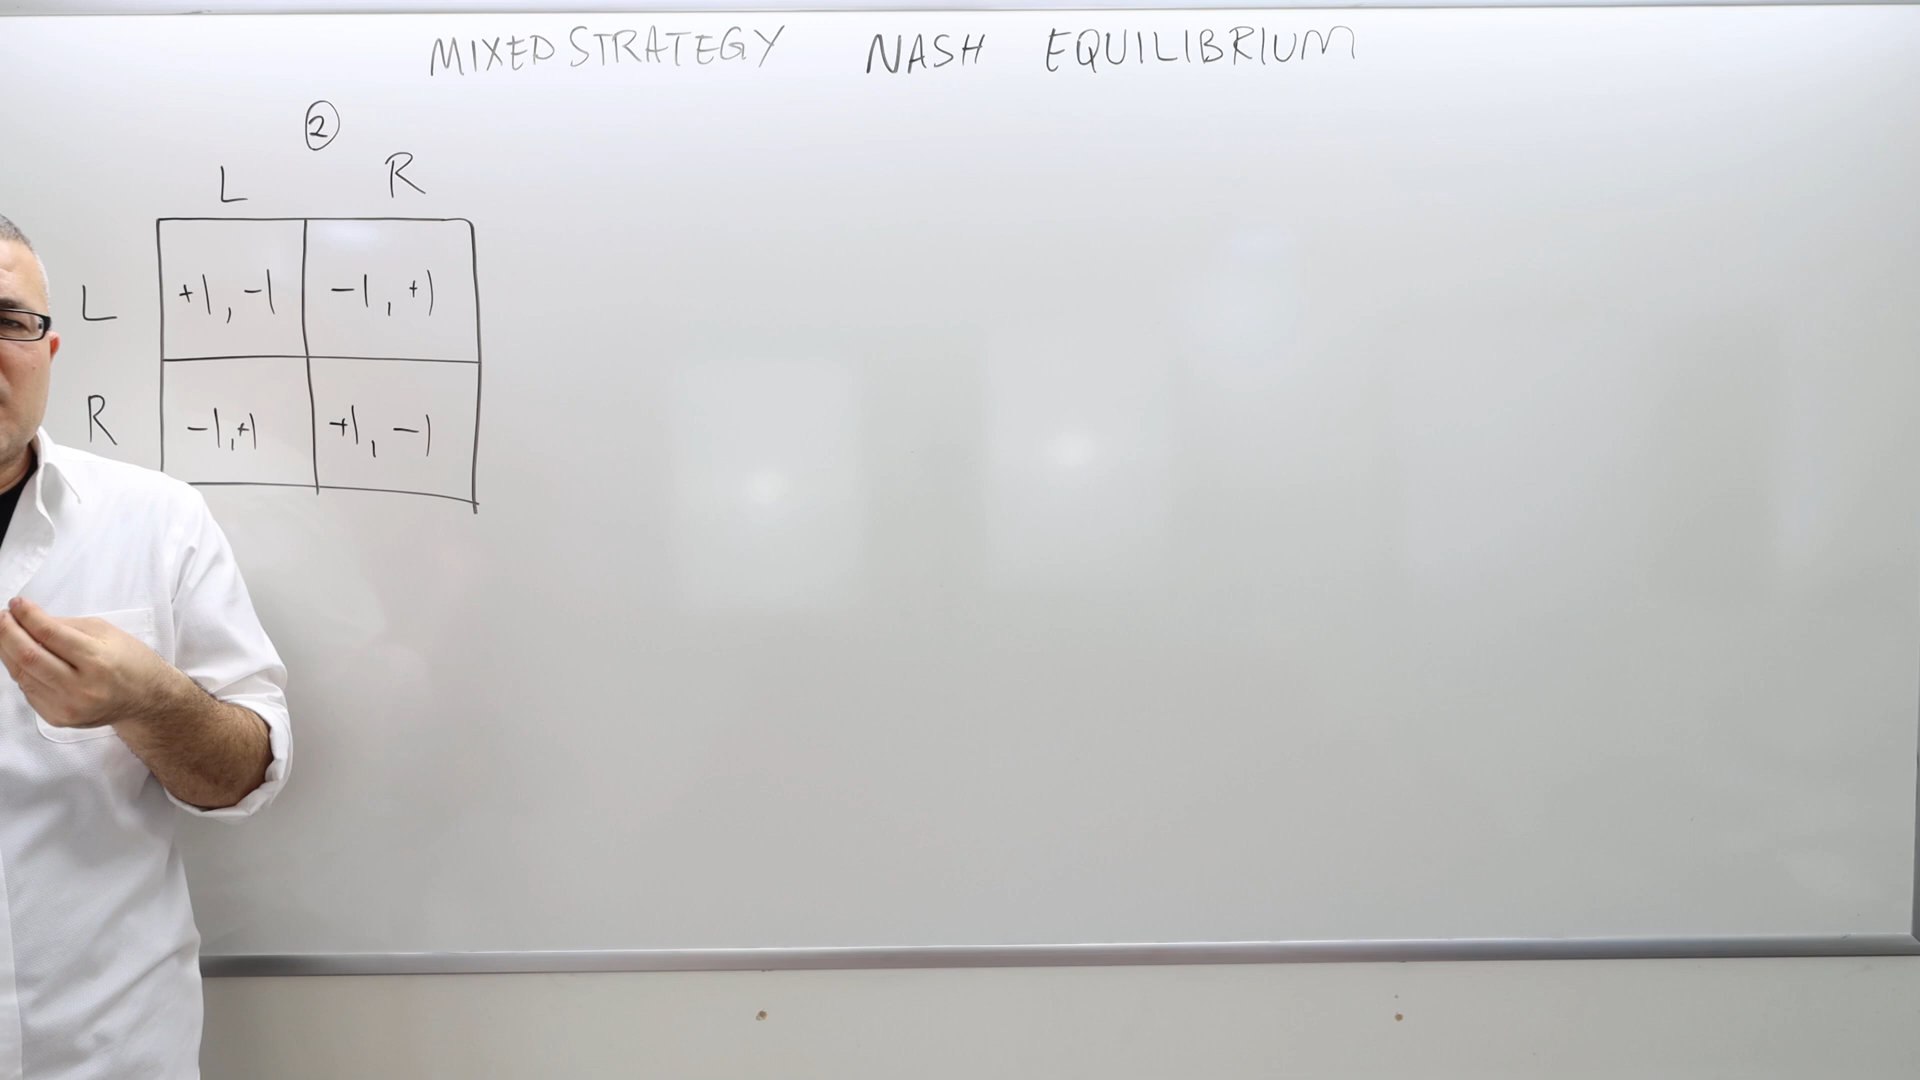 MIXED STRATEGY NASH EQUILIBRIUM
2
L R
L +1, -1 -1, +1
R -1, +1 +1, -1